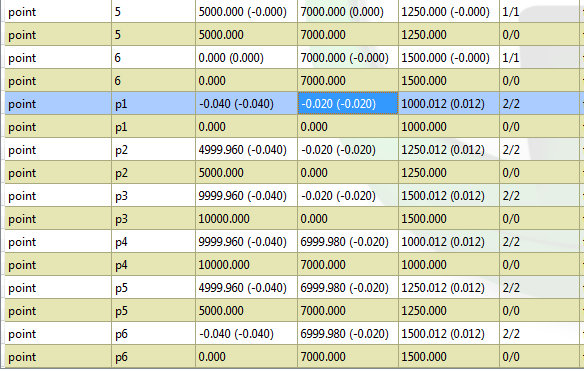 point 5 5000.000 (-0.000) 7000.000 (0.000) 1250.000 (-0.000) 1/1
point 5 5000.000 7000.000 1250.000 0/0
point 6 0.000 (0.000) 7000.000 (-0.000) 1500.000 (-0.000) 1/1
point 6 0.000 7000.000 1500.000 0/0
point p1 -0.040 (-0.040) -0.020 (-0.020) 1000.012 (0.012) 2/2
point p1 0.000 0.000 1000.000 0/0
point p2 4999.960 (-0.040) -0.020 (-0.020) 1250.012 (0.012) 2/2
point p2 5000.000 0.000 1250.000 0/0
point p3 9999.960 (-0.040) -0.020 (-0.020) 1500.012 (0.012) 2/2
point p3 10000.000 0.000 1500.000 0/0
point p4 9999.960 (-0.040) 6999.980 (-0.020) 1000.012 (0.012) 2/2
point p4 10000.000 7000.000 1000.000 0/0
point p5 4999.960 (-0.040) 6999.980 (-0.020) 1250.012 (0.012) 2/2
point p5 5000.000 7000.000 1250.000 0/0
point p6 -0.040 (-0.040) 6999.980 (-0.020) 1500.012 (0.012) 2/2
point p6 0.000 7000.000 1500.000 0/0